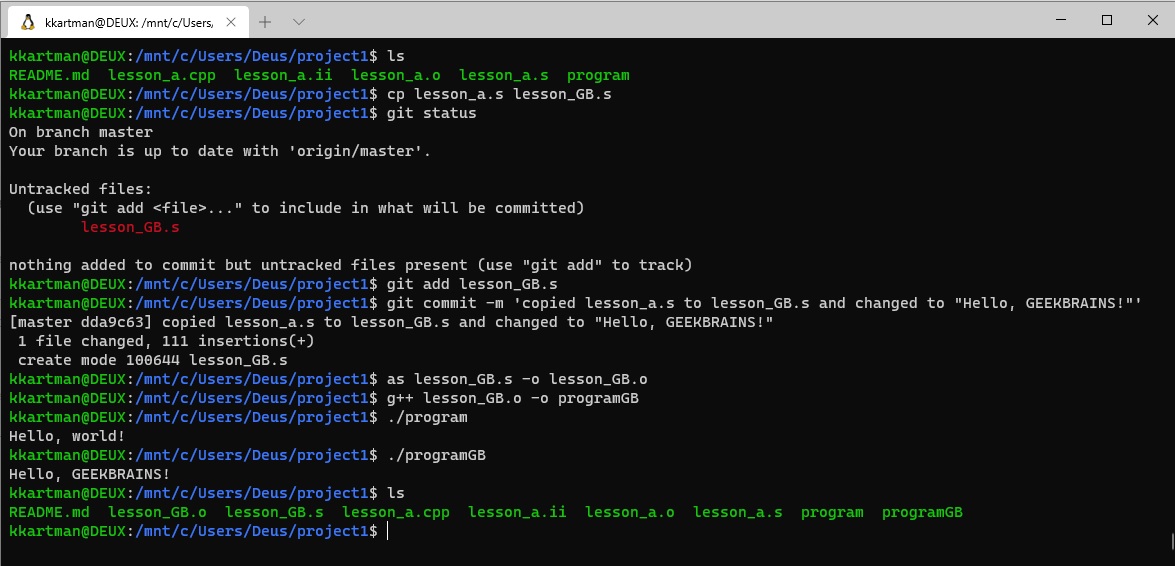 kkartman@DEUX: /mnt/c/Users,
kkartman@DEUX:/mnt/c/Users/Deus/project1$ ls
README.md  lesson_a.cpp  lesson_a.ii  lesson_a.o  lesson_a.s  program
kkartman@DEUX:/mnt/c/Users/Deus/project1$ cp lesson_a.s lesson_GB.s
kkartman@DEUX:/mnt/c/Users/Deus/project1$ git status
On branch master
Your branch is up to date with 'origin/master'.
Untracked files:
  (use "git add <file>..." to include in what will be committed)
        lesson_GB.s
nothing added to commit but untracked files present (use "git add" to track)
kkartman@DEUX:/mnt/c/Users/Deus/project1$ git add lesson_GB.s
kkartman@DEUX:/mnt/c/Users/Deus/project1$ git commit -m 'copied lesson_a.s to lesson_GB.s and changed to "Hello, GEEKBRAINS!"'
[master dda9c63] copied lesson_a.s to lesson_GB.s and changed to "Hello, GEEKBRAINS!"
 1 file changed, 111 insertions(+)
 create mode 100644 lesson_GB.s
kkartman@DEUX:/mnt/c/Users/Deus/project1$ as lesson_GB.s -o lesson_GB.o
kkartman@DEUX:/mnt/c/Users/Deus/project1$ g++ lesson_GB.o -o programGB
kkartman@DEUX:/mnt/c/Users/Deus/project1$ ./program
Hello, world!
kkartman@DEUX:/mnt/c/Users/Deus/project1$ ./programGB
Hello, GEEKBRAINS!
kkartman@DEUX:/mnt/c/Users/Deus/project1$ ls
README.md  lesson_GB.o  lesson_GB.s  lesson_a.cpp  lesson_a.ii  lesson_a.o  lesson_a.s  program  programGB
kkartman@DEUX:/mnt/c/Users/Deus/project1$